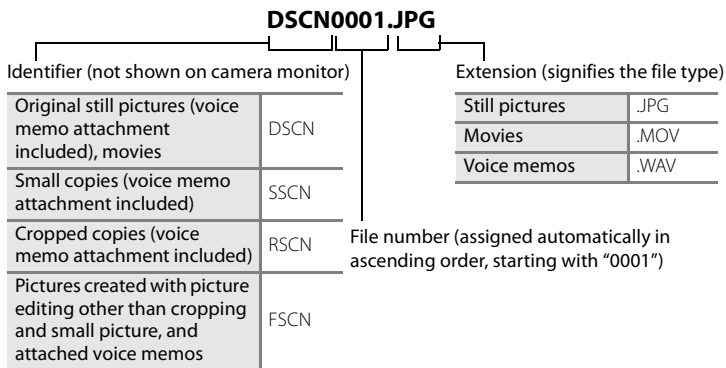 DSCN0001.JPG
Identifier (not shown on camera monitor)
Original still pictures (voice
memo attachment
included), movies
DSCN
Small copies (voice memo
attachment included)
SSCN
Cropped copies (voice
memo attachment included)
RSCN
Pictures created with picture
editing other than cropping
and small picture, and
attached voice memos
FSCN
Extension (signifies the file type)
Still pictures
.JPG
Movies
.MOV
Voice memos
.WAV
File number (assigned automatically in
ascending order, starting with “0001”)